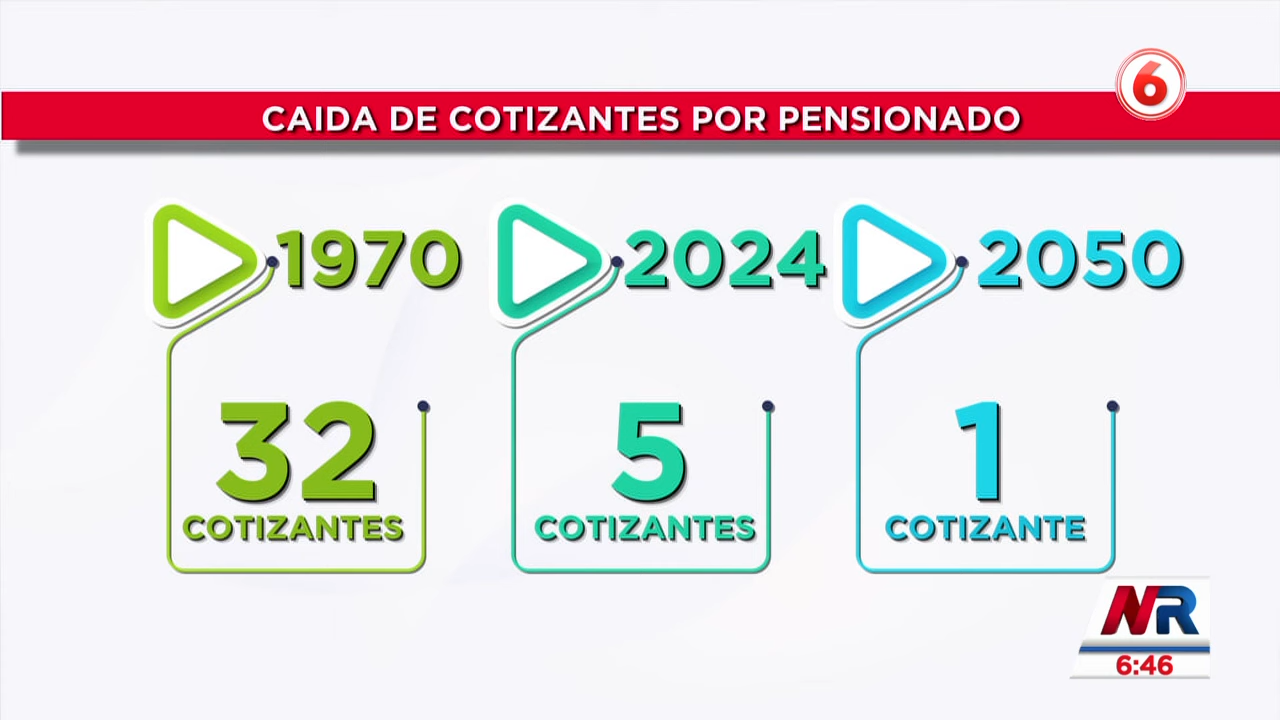 6
CAIDA DE COTIZANTES POR PENSIONADO
1970
2024
2050
32
COTIZANTES
5
COTIZANTES
1
COTIZANTE
NR
6:46